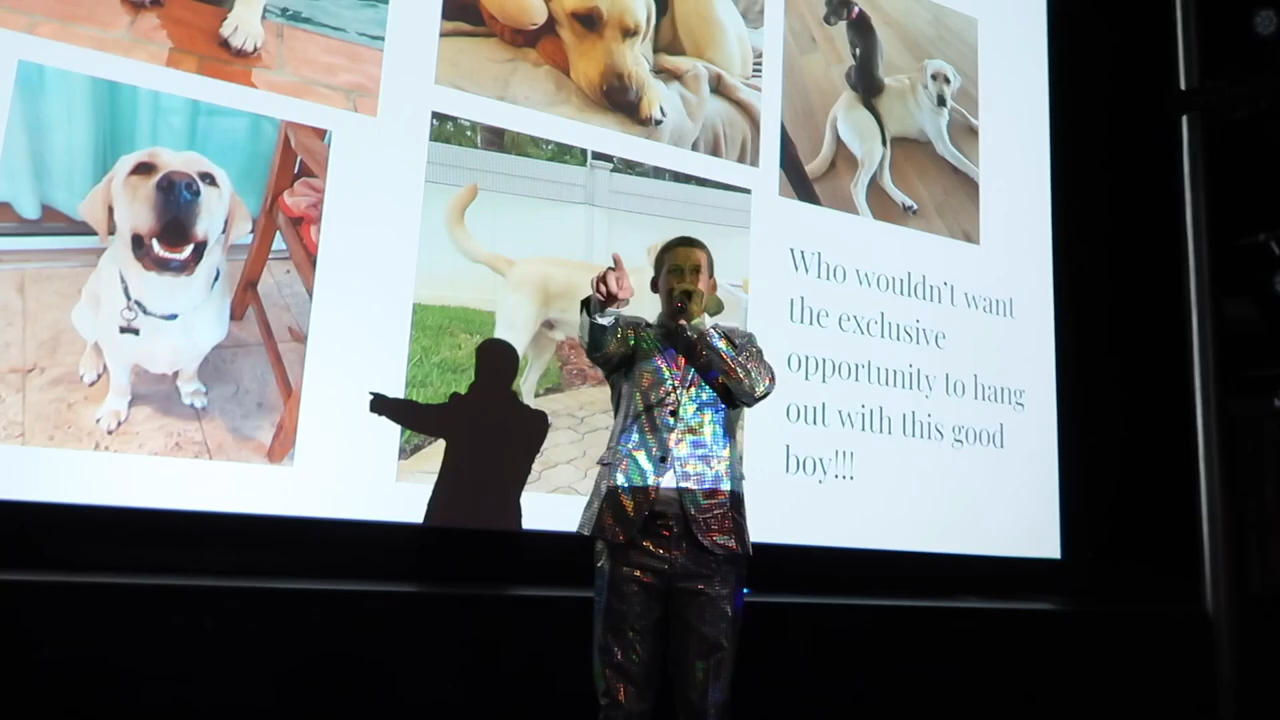 Who wouldn't want
the exclusive
opportunity to hang
out with this good
boy!!!